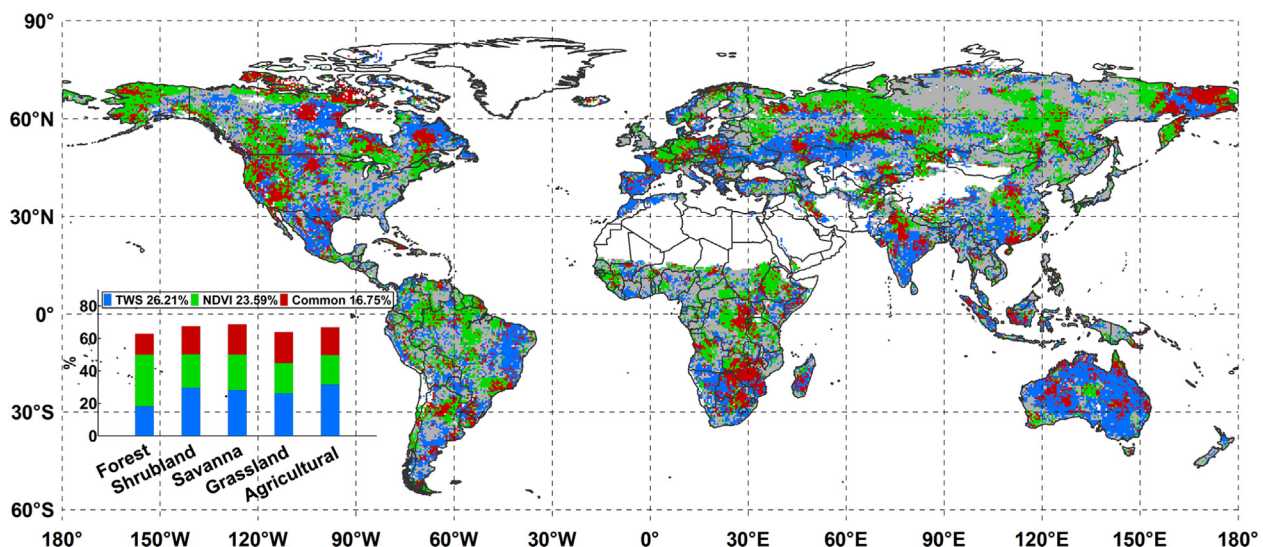 90°
60°N
30°N
0°
30°S
60°S
TWS 26.21% NDVI 23.59% Common 16.75%
80
60
40
20
0
%
Forest
Shrubland
Savanna
Grassland
Agricultural
180° 150°W 120°W 90°W 60°W 30°W 0° 30°E 60°E 90°E 120°E 150°E 180°